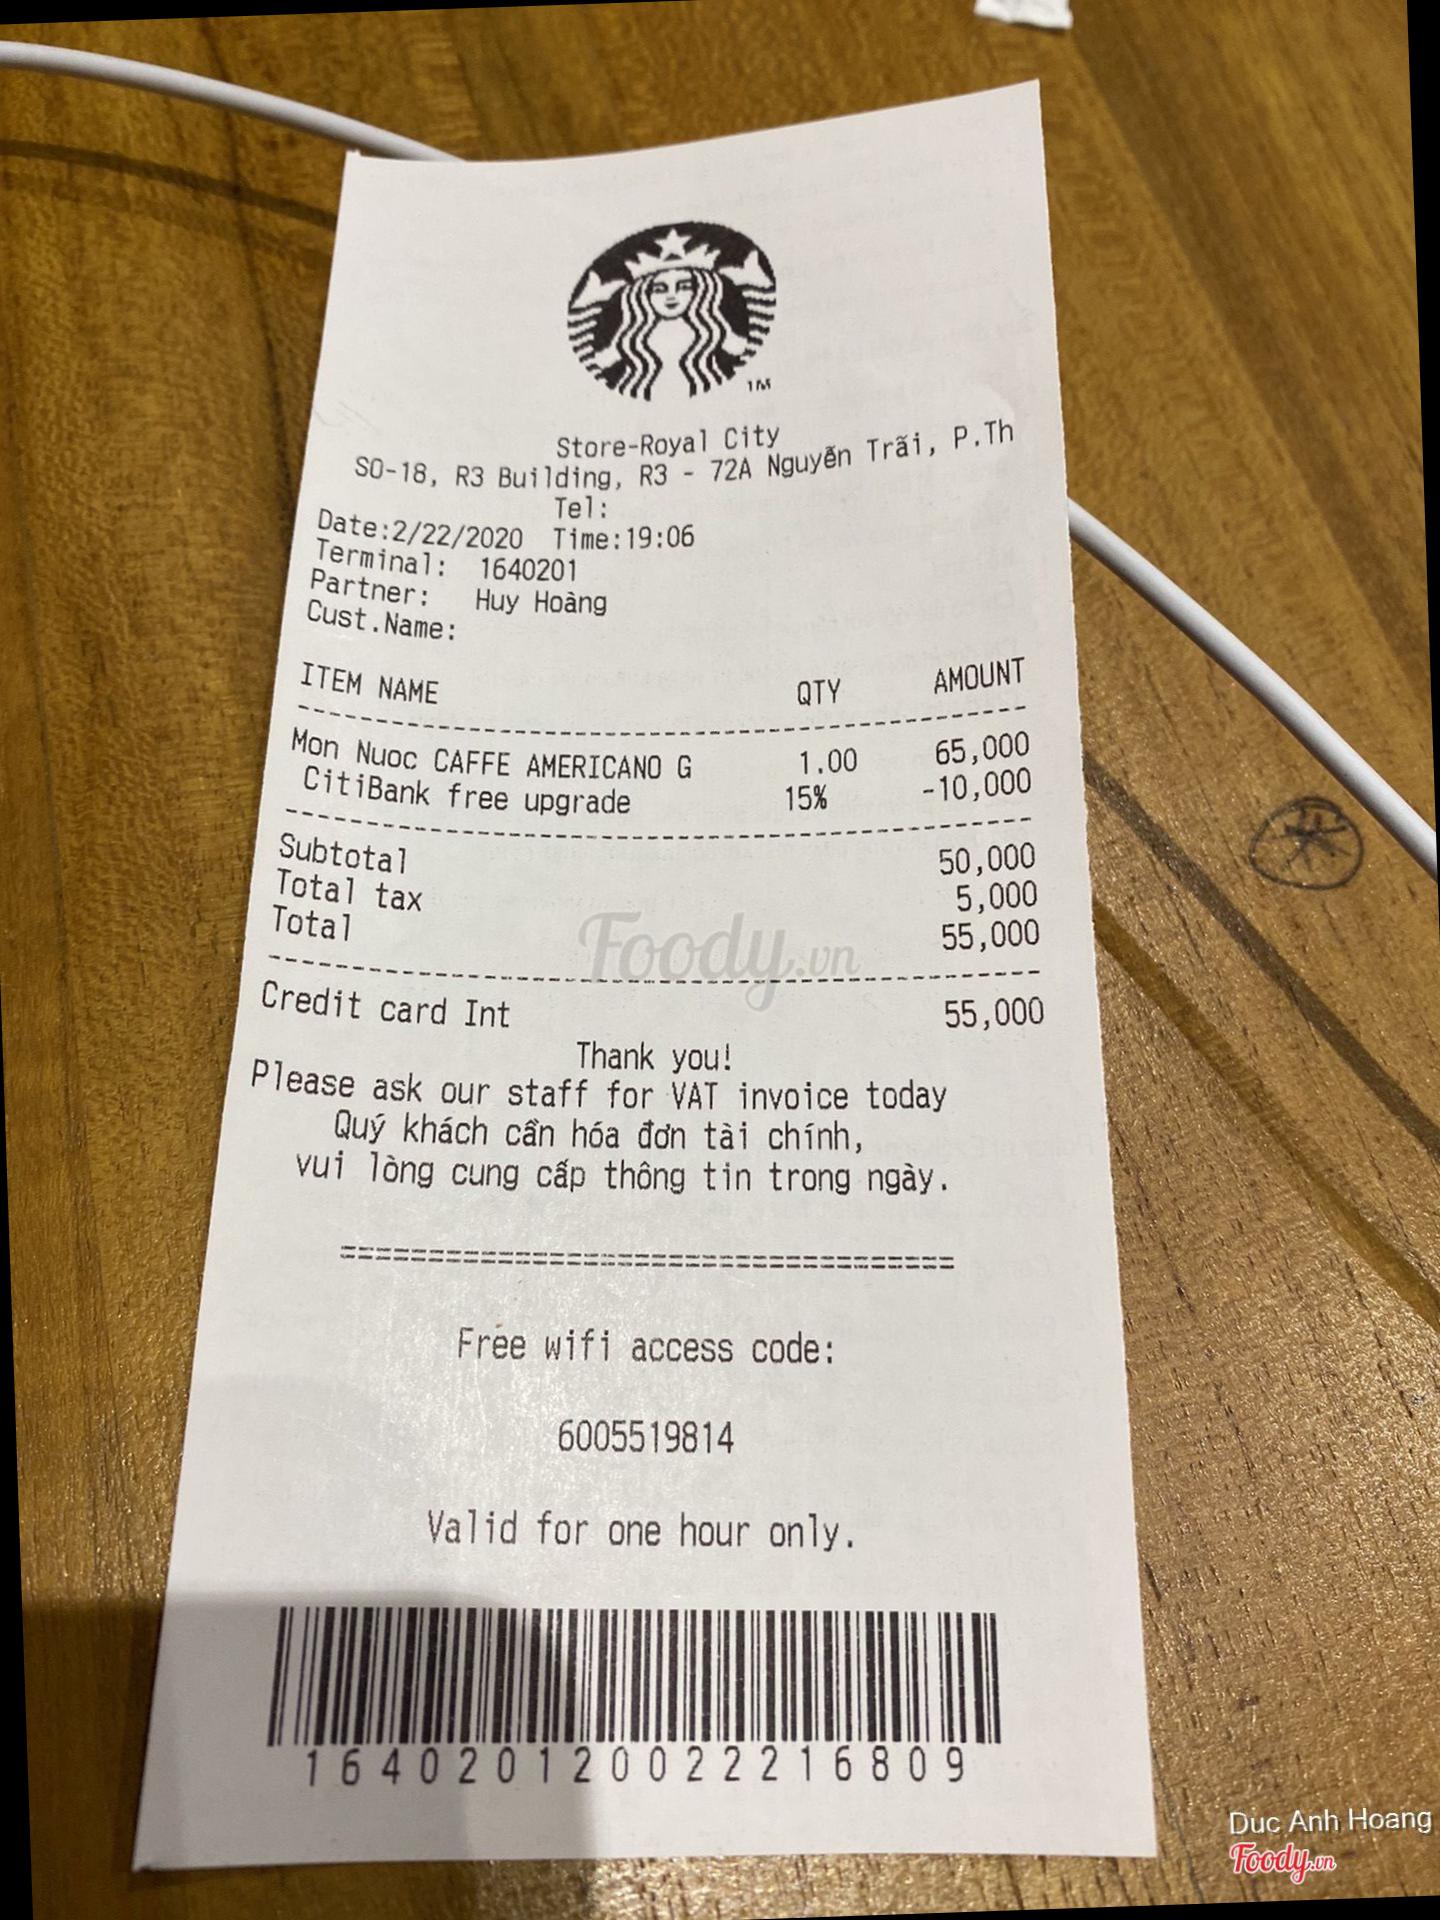 TM
Store-Royal City
SO-18, R3 Building, R3 - 72A Nguyễn Trãi, P.Th
Tel:
Date:2/22/2020 Time:19:06
Terminal: 1640201
Partner: Huy Hoàng
Cust.Name:
ITEM NAME QTY AMOUNT
Mon Nuoc CAFFE AMERICANO G 1.00 65,000
CitiBank free upgrade 15% -10,000
Subtotal 50,000
Total tax 5,000
Total 55,000
Foody.vn
Credit card Int 55,000
Thank you!
Please ask our staff for VAT invoice today
Quý khách cần hóa đơn tài chính,
vui lòng cung cấp thông tin trong ngày.
Free wifi access code:
6005519814
Valid for one hour only.
164020120022216809
Duc Anh Hoang
Foody.vn